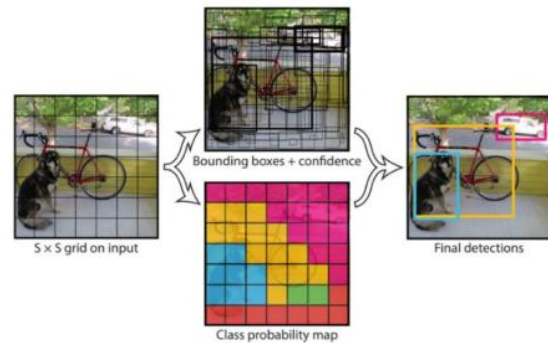 Bounding boxes + confidence
S × S grid on input
Final detections
Class probability map